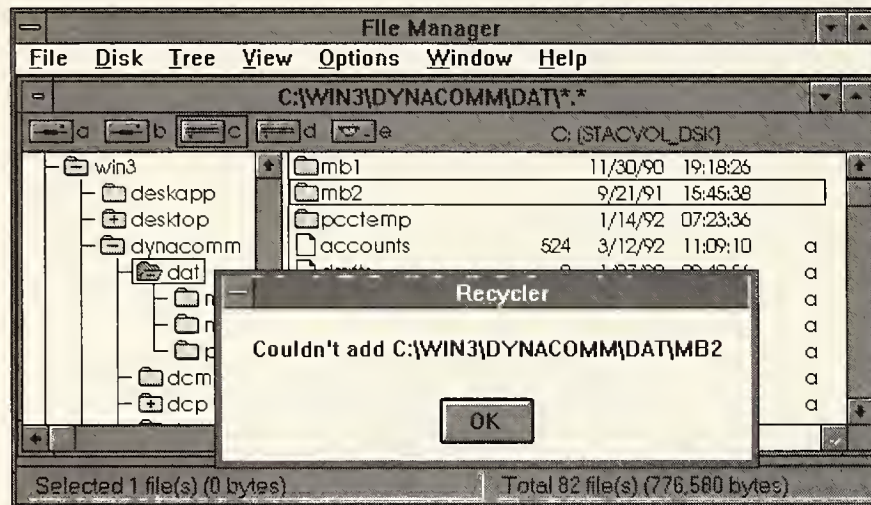 File Manager
File Disk Tree View Options Window Help
C:\WIN3\DYNACOMM\DAT\*.*
a b c d e C: [STACVOL_DSK]
win3
deskapp
desktop
dynacomm
dat
dcm
dcp
mb1 11/30/90 19:18:26
mb2 9/21/91 15:45:38
pcctemp 1/14/92 07:23:36
accounts 524 3/12/92 11:09:10 a
a
a
a
a
a
a
Recycler
Couldn't add C:\WIN3\DYNACOMM\DAT\MB2
OK
Selected 1 file(s) (0 bytes) Total 82 file(s) (776,580 bytes)